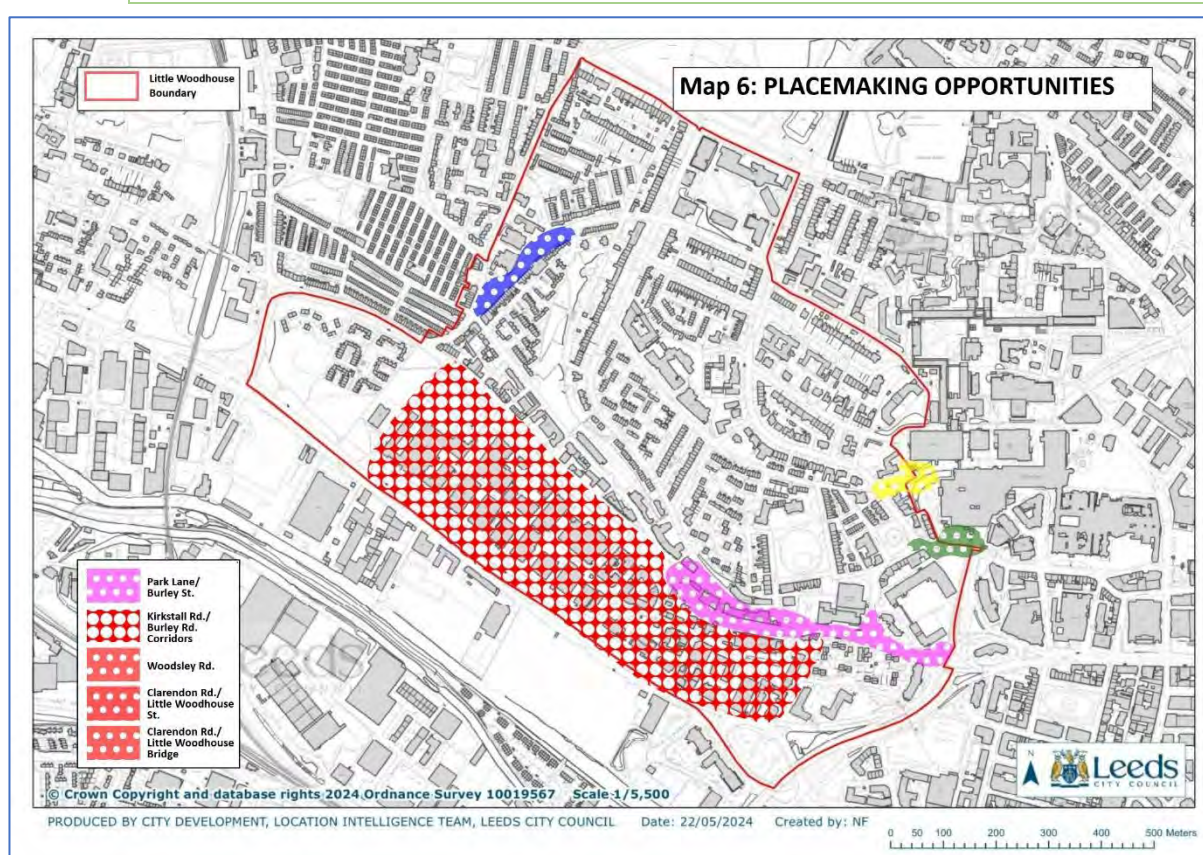 Little Woodhouse
Boundary
Map 6: PLACEMAKING OPPORTUNITIES
Park Lane/
Burley St.
Kirkstall Rd./
Burley Rd.
Corridors
Woodsley Rd.
Clarendon Rd./
Little Woodhouse
St.
Clarendon Rd./
Little Woodhouse
Bridge
N
Leeds
CITY COUNCIL
© Crown Copyright and database rights 2024 Ordnance Survey 10019567 Scale 1/5,500
PRODUCED BY CITY DEVELOPMENT, LOCATION INTELLIGENCE TEAM, LEEDS CITY COUNCIL Date: 22/05/2024 Created by: NF
0 50 100 200 300 400 500 Meters